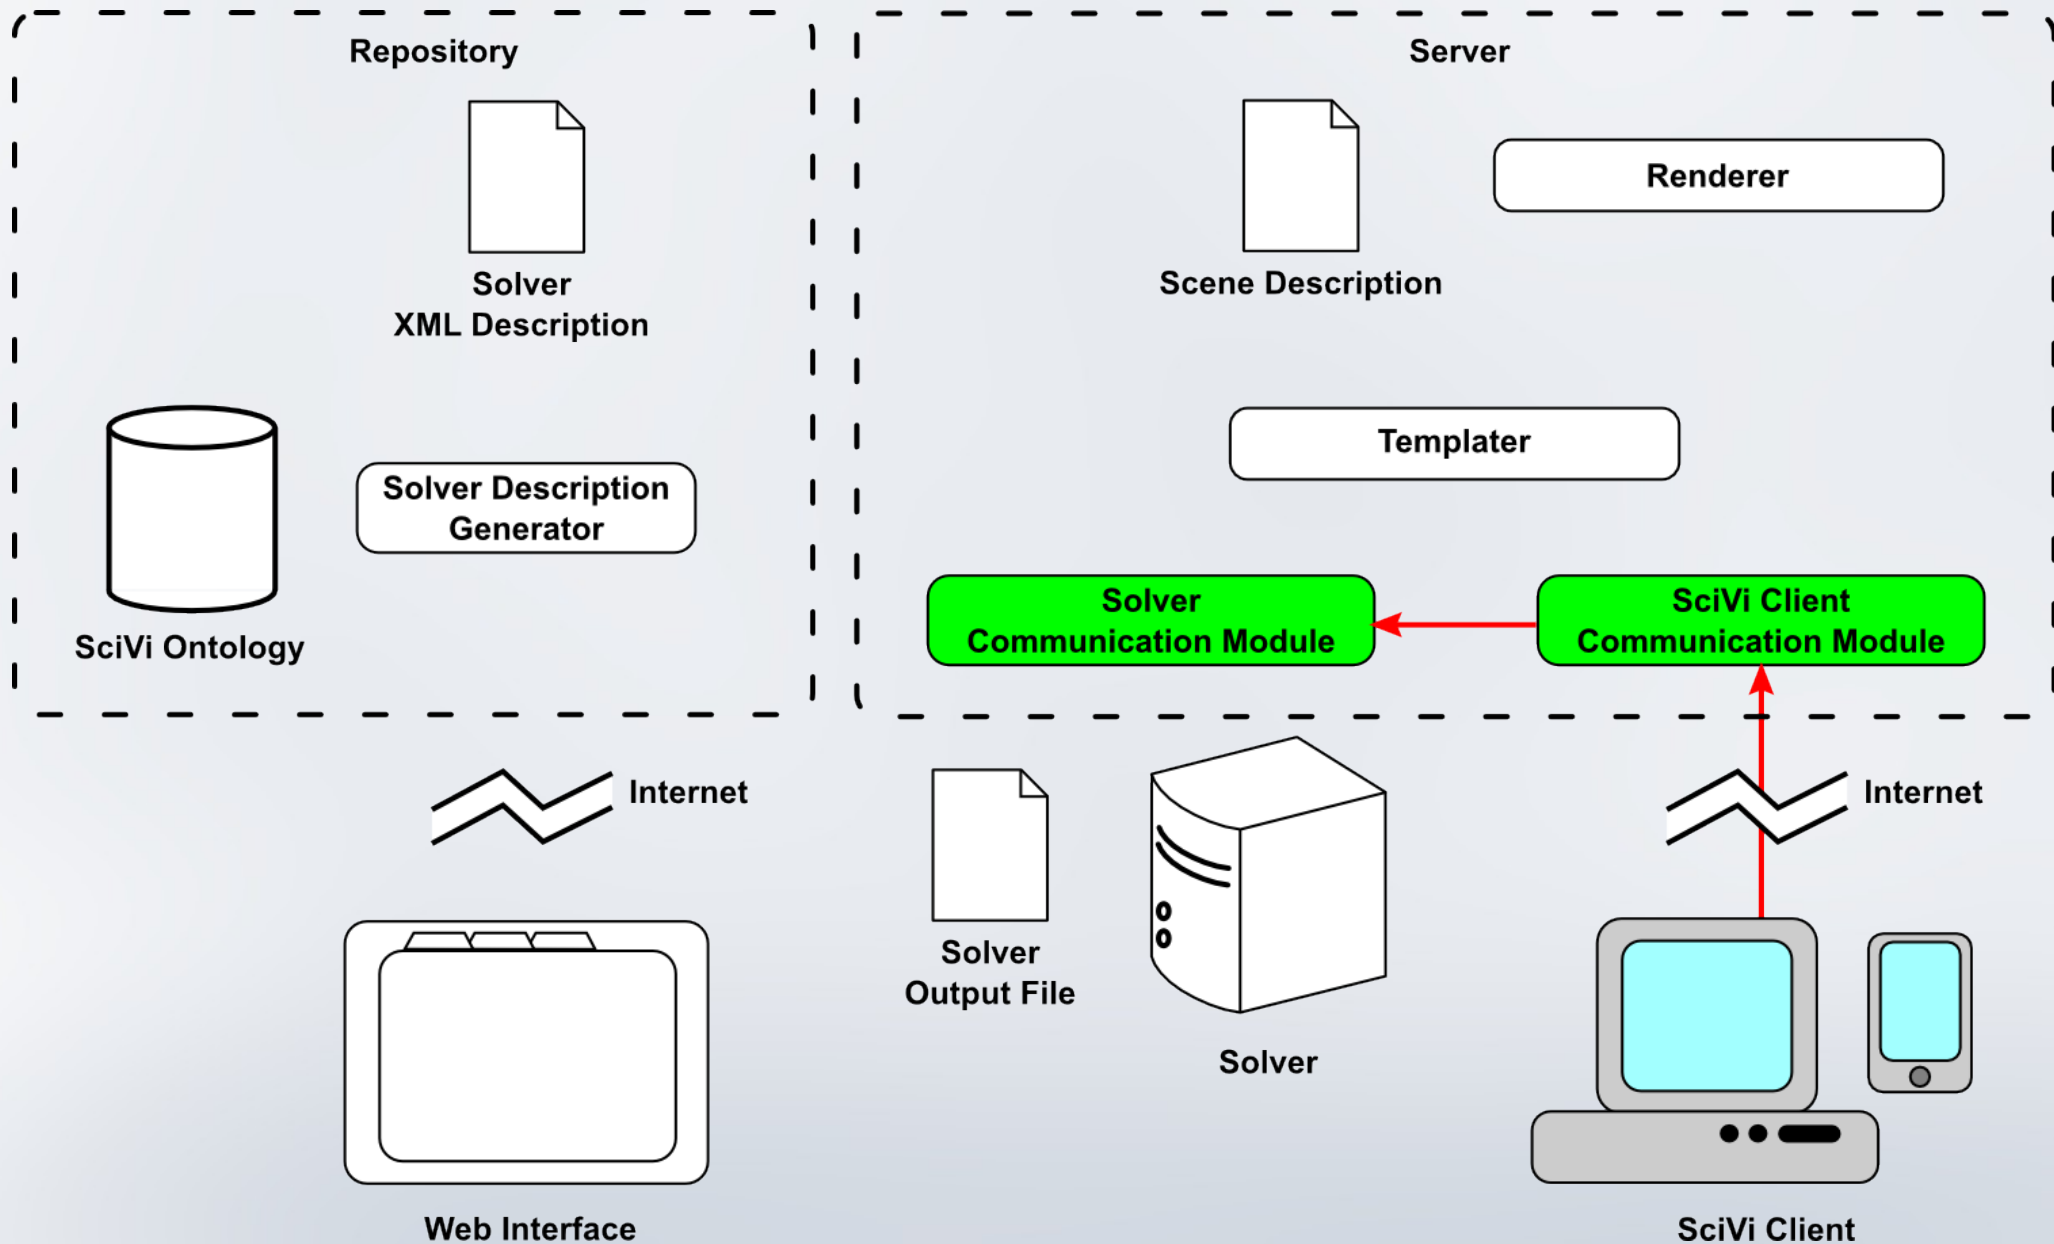 Repository
Solver
XML Description
SciVi Ontology
Solver Description
Generator
Server
Scene Description
Renderer
Templater
Solver
Communication Module
SciVi Client
Communication Module
Internet
Web Interface
Solver
Output File
Solver
Internet
SciVi Client